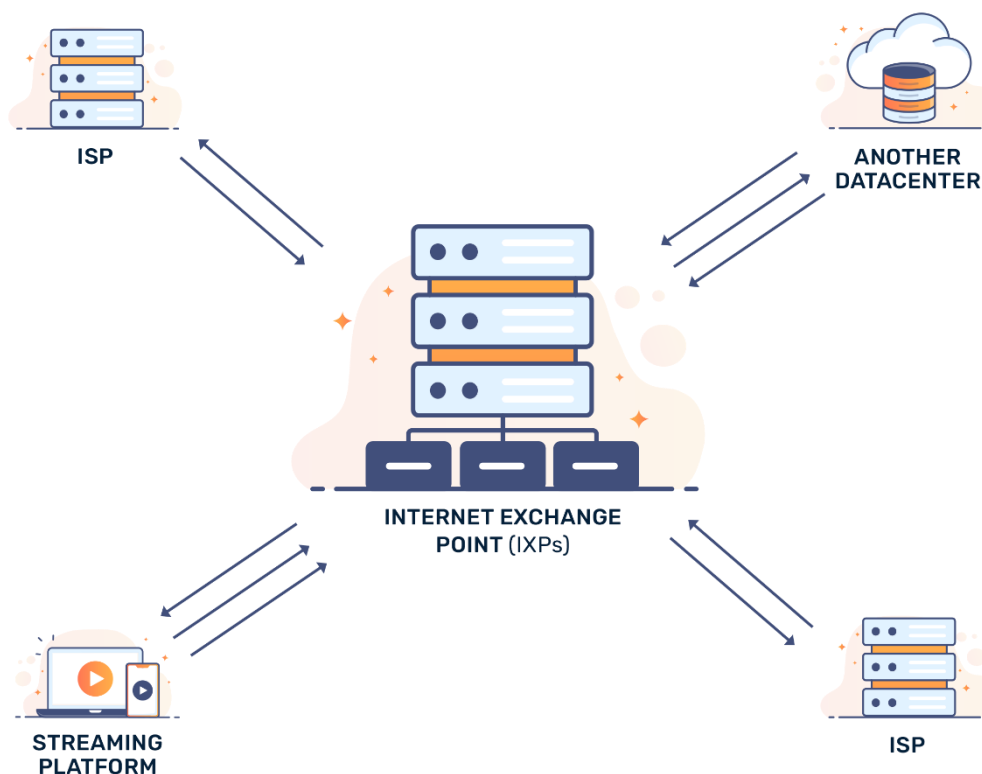 ISP
ANOTHER
DATACENTER
INTERNET EXCHANGE
POINT (IXPs)
STREAMING
PLATFORM
ISP